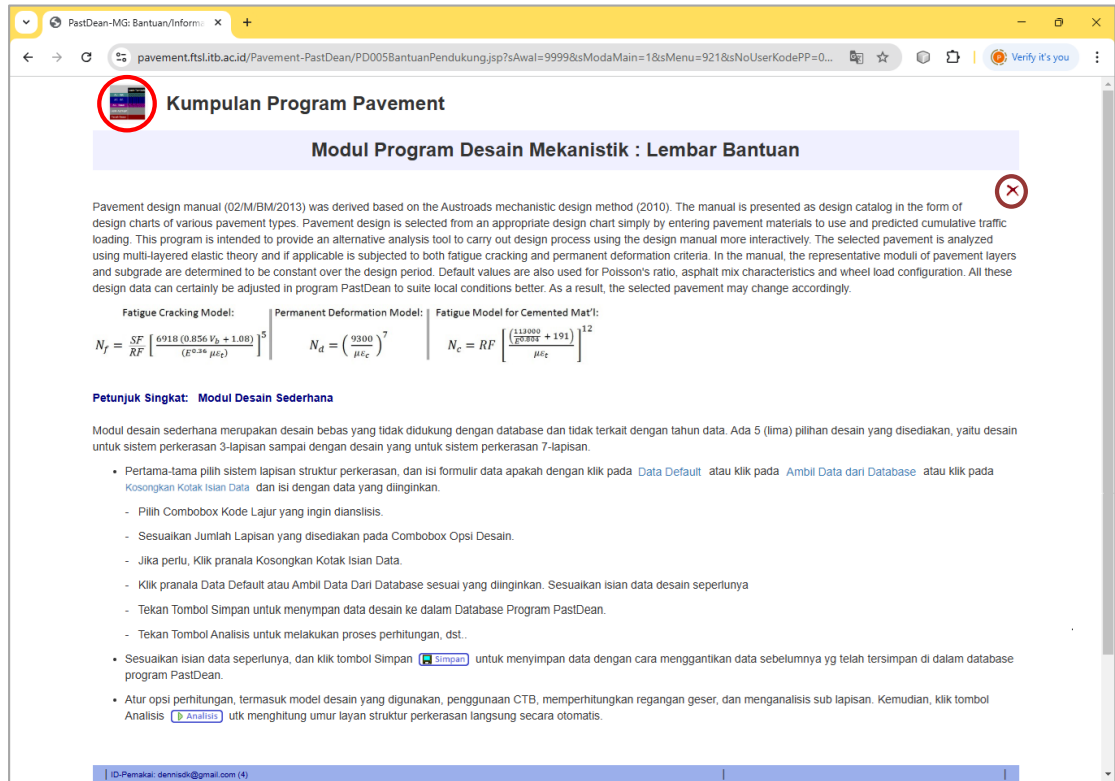 PastDean-MG: Bantuan/Informa
pavement.ftsl.itb.ac.id/Pavement-PastDean/PD005BantuanPendukung.jsp?sAwal=9999&sModaMain=1&sMenu=921&sNoUserKodePP=0...
Verify it's you
Kumpulan Program Pavement
Modul Program Desain Mekanistik : Lembar Bantuan
Pavement design manual (02/M/BM/2013) was derived based on the Austroads mechanistic design method (2010). The manual is presented as design catalog in the form of
design charts of various pavement types. Pavement design is selected from an appropriate design chart simply by entering pavement materials to use and predicted cumulative traffic
loading. This program is intended to provide an alternative analysis tool to carry out design process using the design manual more interactively. The selected pavement is analyzed
using multi-layered elastic theory and if applicable is subjected to both fatigue cracking and permanent deformation criteria. In the manual, the representative moduli of pavement layers
and subgrade are determined to be constant over the design period. Default values are also used for Poisson's ratio, asphalt mix characteristics and wheel load configuration. All these
design data can certainly be adjusted in program PastDean to suite local conditions better. As a result, the selected pavement may change accordingly.
Fatigue Cracking Model: Permanent Deformation Model: Fatigue Model for Cemented Mat'l:
N_f = SF/RF [6918 (0.856 V_b + 1.08) / (E^0.36 με_t)]^5 N_d = (9300/με_c)^7 N_c = RF [(113000/E^0.804 + 191) / με_t]^12
Petunjuk Singkat: Modul Desain Sederhana
Modul desain sederhana merupakan desain bebas yang tidak didukung dengan database dan tidak terkait dengan tahun data. Ada 5 (lima) pilihan desain yang disediakan, yaitu desain
untuk sistem perkerasan 3-lapisan sampai dengan desain yang untuk sistem perkerasan 7-lapisan.
• Pertama-tama pilih sistem lapisan struktur perkerasan, dan isi formulir data apakah dengan klik pada Data Default atau klik pada Ambil Data dari Database atau klik pada
Kosongkan Kotak Isian Data dan isi dengan data yang diinginkan.
- Pilih Combobox Kode Lajur yang ingin dianslisis.
- Sesuaikan Jumlah Lapisan yang disediakan pada Combobox Opsi Desain.
- Jika perlu, Klik pranala Kosongkan Kotak Isian Data.
- Klik pranala Data Default atau Ambil Data Dari Database sesuai yang diinginkan. Sesuaikan isian data desain seperlunya
- Tekan Tombol Simpan untuk menympan data desain ke dalam Database Program PastDean.
- Tekan Tombol Analisis untuk melakukan proses perhitungan, dst..
• Sesuaikan isian data seperlunya, dan klik tombol Simpan Simpan untuk menyimpan data dengan cara menggantikan data sebelumnya yg telah tersimpan di dalam database
program PastDean.
• Atur opsi perhitungan, termasuk model desain yang digunakan, penggunaan CTB, memperhitungkan regangan geser, dan menganalisis sub lapisan. Kemudian, klik tombol
Analisis Analisis utk menghitung umur layan struktur perkerasan langsung secara otomatis.
ID-Pemakai: dennisdk@gmail.com (4)